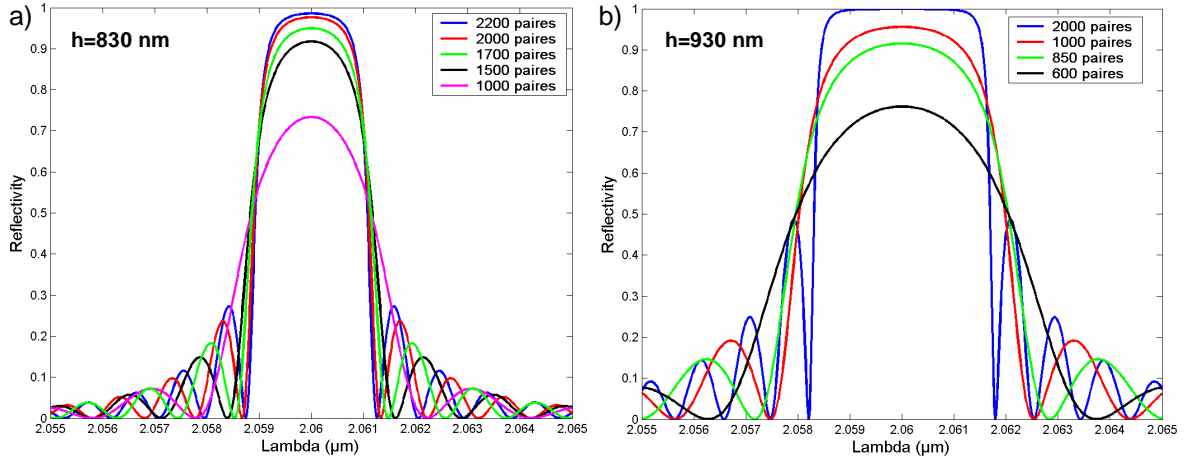 a)
h=830 nm
2200 paires
2000 paires
1700 paires
1500 paires
1000 paires
Reflectivity
1
0.9
0.8
0.7
0.6
0.5
0.4
0.3
0.2
0.1
0
2.055 2.056 2.057 2.058 2.059 2.06 2.061 2.062 2.063 2.064 2.065
Lambda (µm)
b)
h=930 nm
2000 paires
1000 paires
850 paires
600 paires
Reflectivity
1
0.9
0.8
0.7
0.6
0.5
0.4
0.3
0.2
0.1
0
2.055 2.056 2.057 2.058 2.059 2.06 2.061 2.062 2.063 2.064 2.065
Lambda (µm)